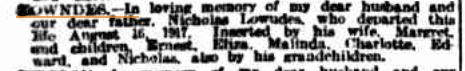 LOWNDES.—In loving memory of my dear husband and
our dear father, Nicholas Lowndes, who departed this
life August 16, 1917. Inserted by his wife, Margret,
and children, Ernest, Eliza, Malinda, Charlotte, Ed-
ward, and Nicholas, also by his grandchildren.